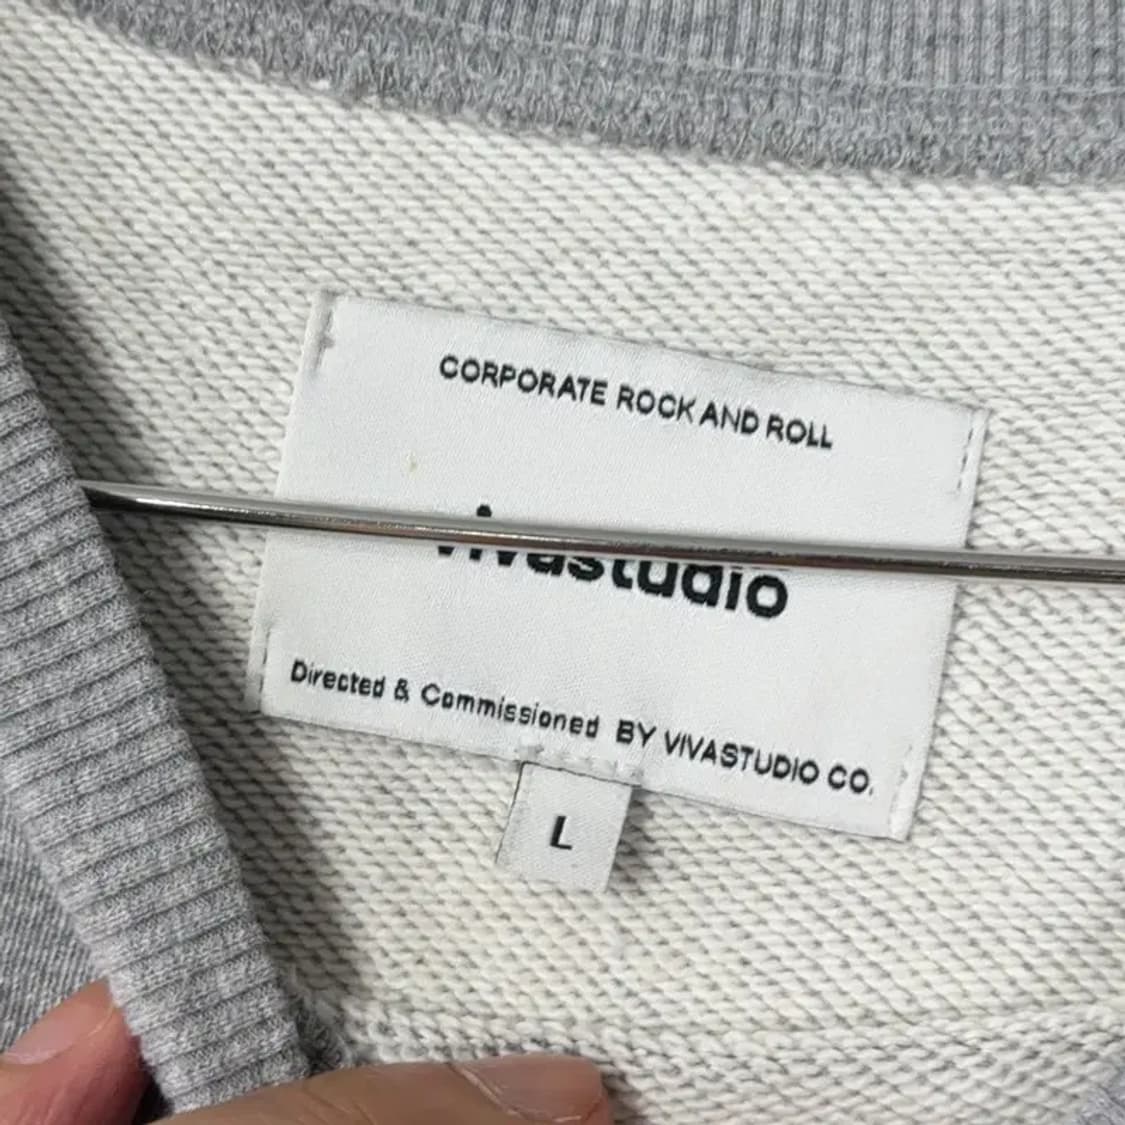 CORPORATE ROCK AND ROLL
vivastudio
Directed & Commissioned BY VIVASTUDIO CO.
L